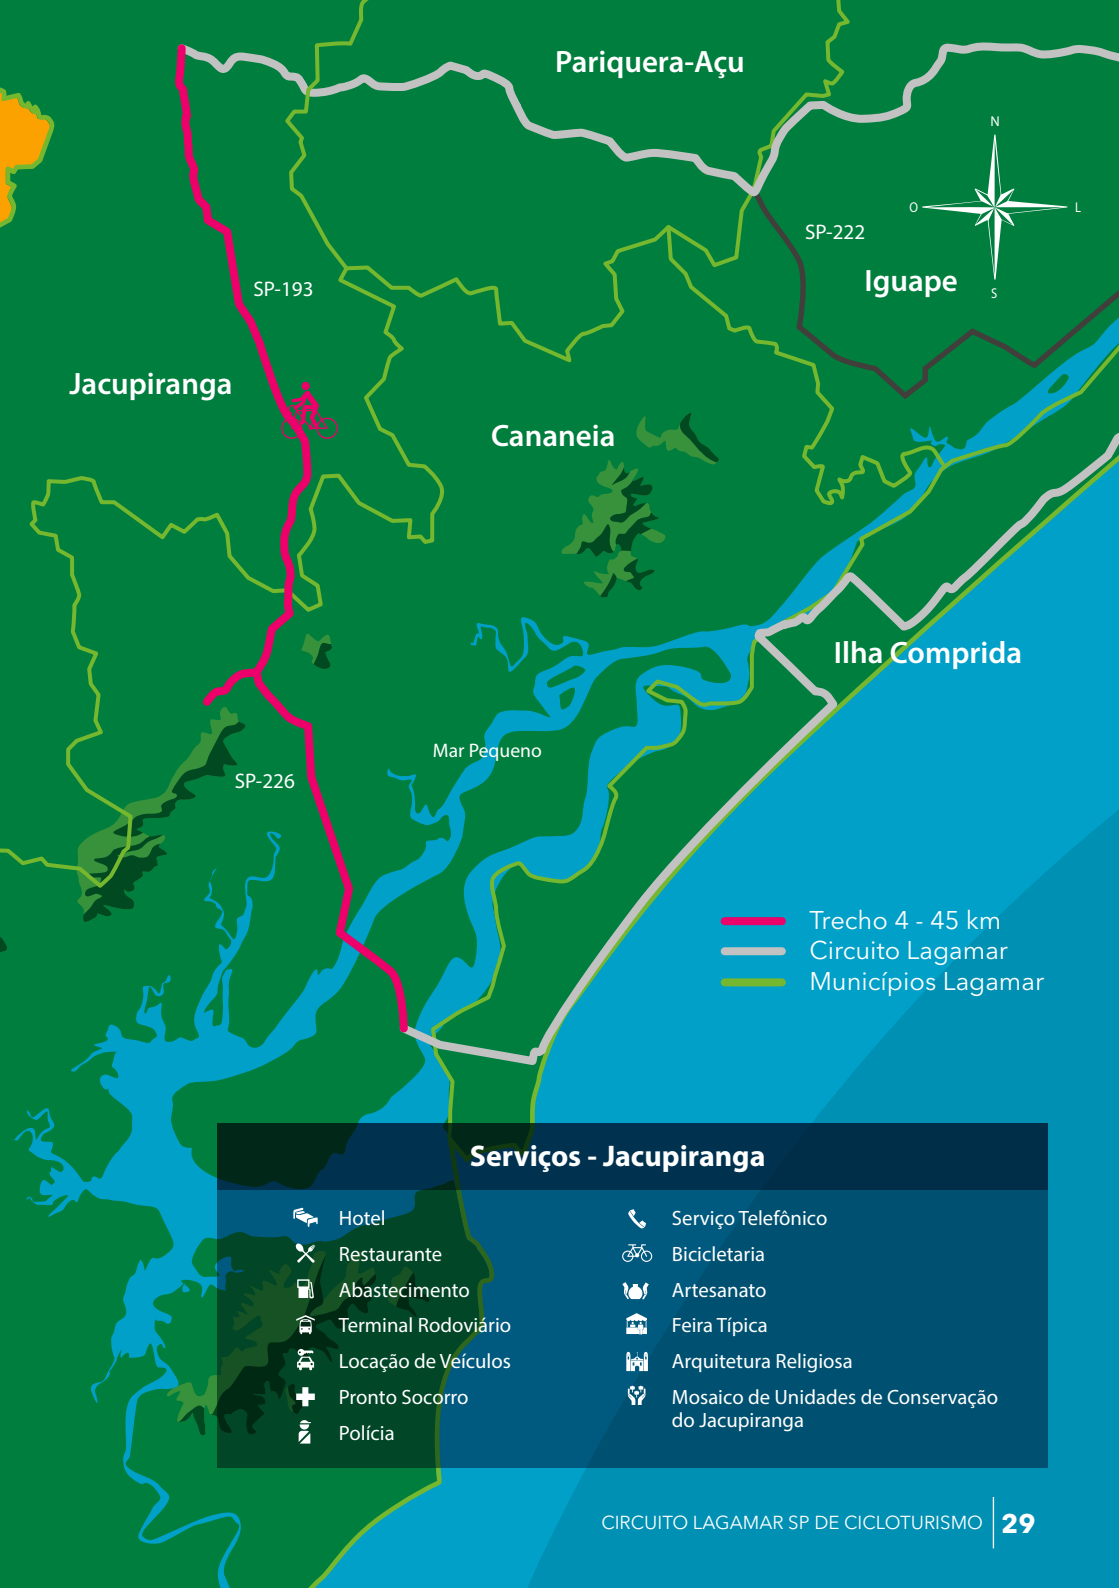 Pariquera-Açu
N
O
L
S
SP-222
Iguape
SP-193
Jacupiranga
Cananeia
Ilha Comprida
Mar Pequeno
SP-226
Trecho 4 - 45 km
Circuito Lagamar
Municípios Lagamar
Serviços - Jacupiranga
Hotel
Restaurante
Abastecimento
Terminal Rodoviário
Locação de Veículos
Pronto Socorro
Polícia
Serviço Telefônico
Bicicletaria
Artesanato
Feira Típica
Arquitetura Religiosa
Mosaico de Unidades de Conservação
do Jacupiranga
CIRCUITO LAGAMAR SP DE CICLOTURISMO 29